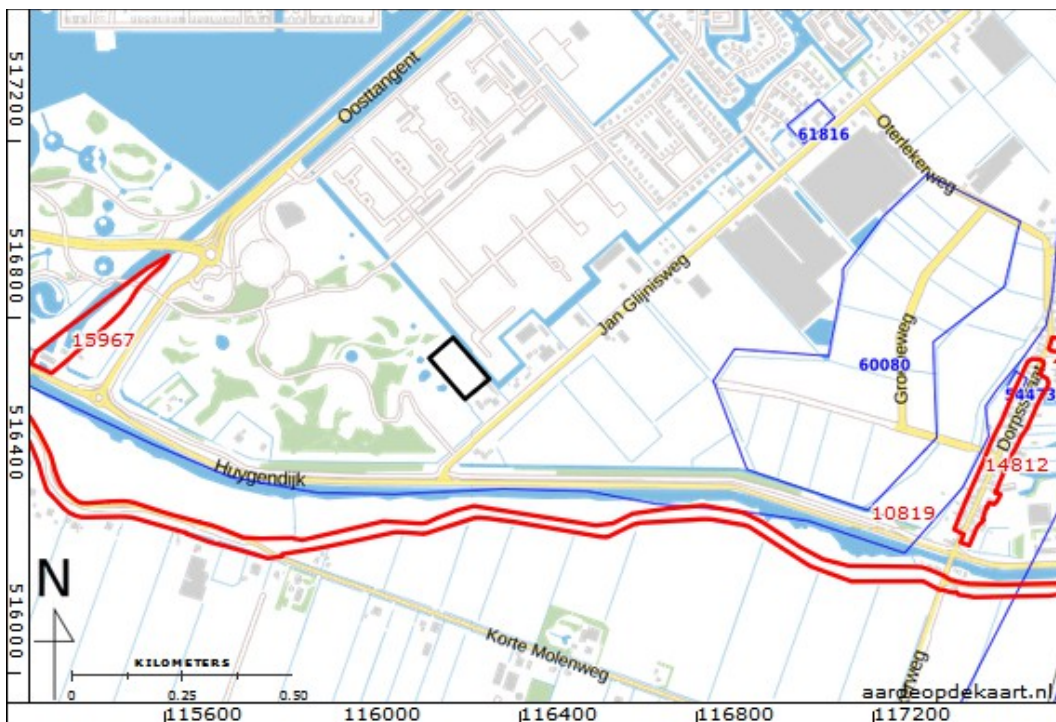 517200
516800
516400
516000
Oosttangent
61816
Oterlekerweg
Jan Glijnisweg
15967
60080
54473
Dorpsstraat
14812
10819
Huygendijk
Korte Molenweg
N
KILOMETERS
0 0.25 0.50
aardeopdekaart.nl
115600 116000 116400 116800 117200